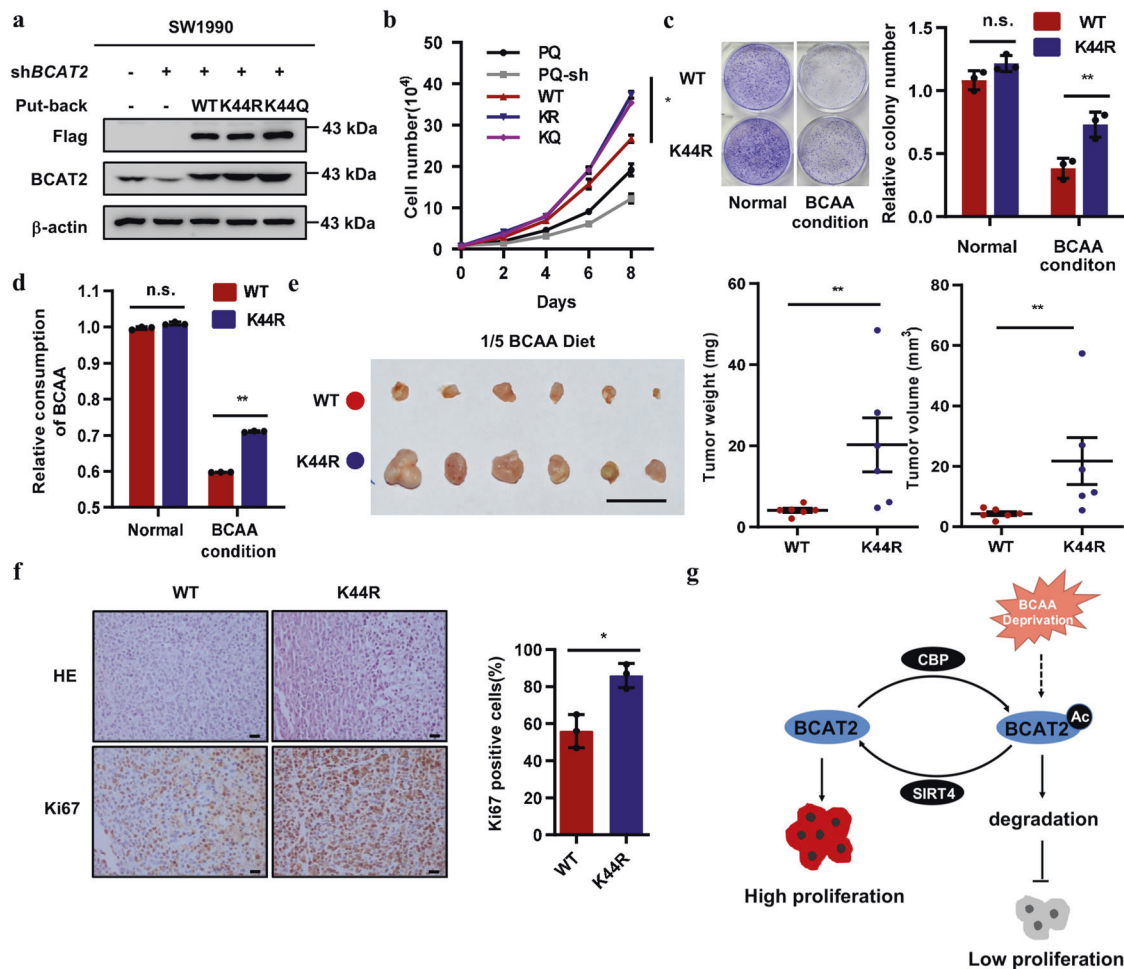 a
SW1990
shBCAT2 - + + + +
Put-back - - WT K44R K44Q
Flag
43 kDa
BCAT2
43 kDa
β-actin
43 kDa
b
Cell number(10⁴)
50
40
30
20
10
0
0 2 4 6 8
Days
PQ
PQ-sh
WT
KR
KQ
*
c
WT
K44R
Normal
BCAA
condition
Relative colony number
1.5
1.0
0.5
0.0
n.s.
**
WT
K44R
Normal
BCAA
conditon
d
Relative consumption
of BCAA
1.1
1.0
0.9
0.8
0.7
0.6
0.5
n.s.
**
WT
K44R
Normal
BCAA
condition
e
1/5 BCAA Diet
WT
K44R
Tumor weight (mg)
60
40
20
0
**
WT K44R
Tumor volume (mm³)
80
60
40
20
0
**
WT K44R
f
WT K44R
HE
Ki67
Ki67 positive cells(%)
100
80
60
40
20
0
*
WT
K44R
g
BCAA
Deprivation
CBP
BCAT2
BCAT2
Ac
SIRT4
degradation
High proliferation
Low proliferation